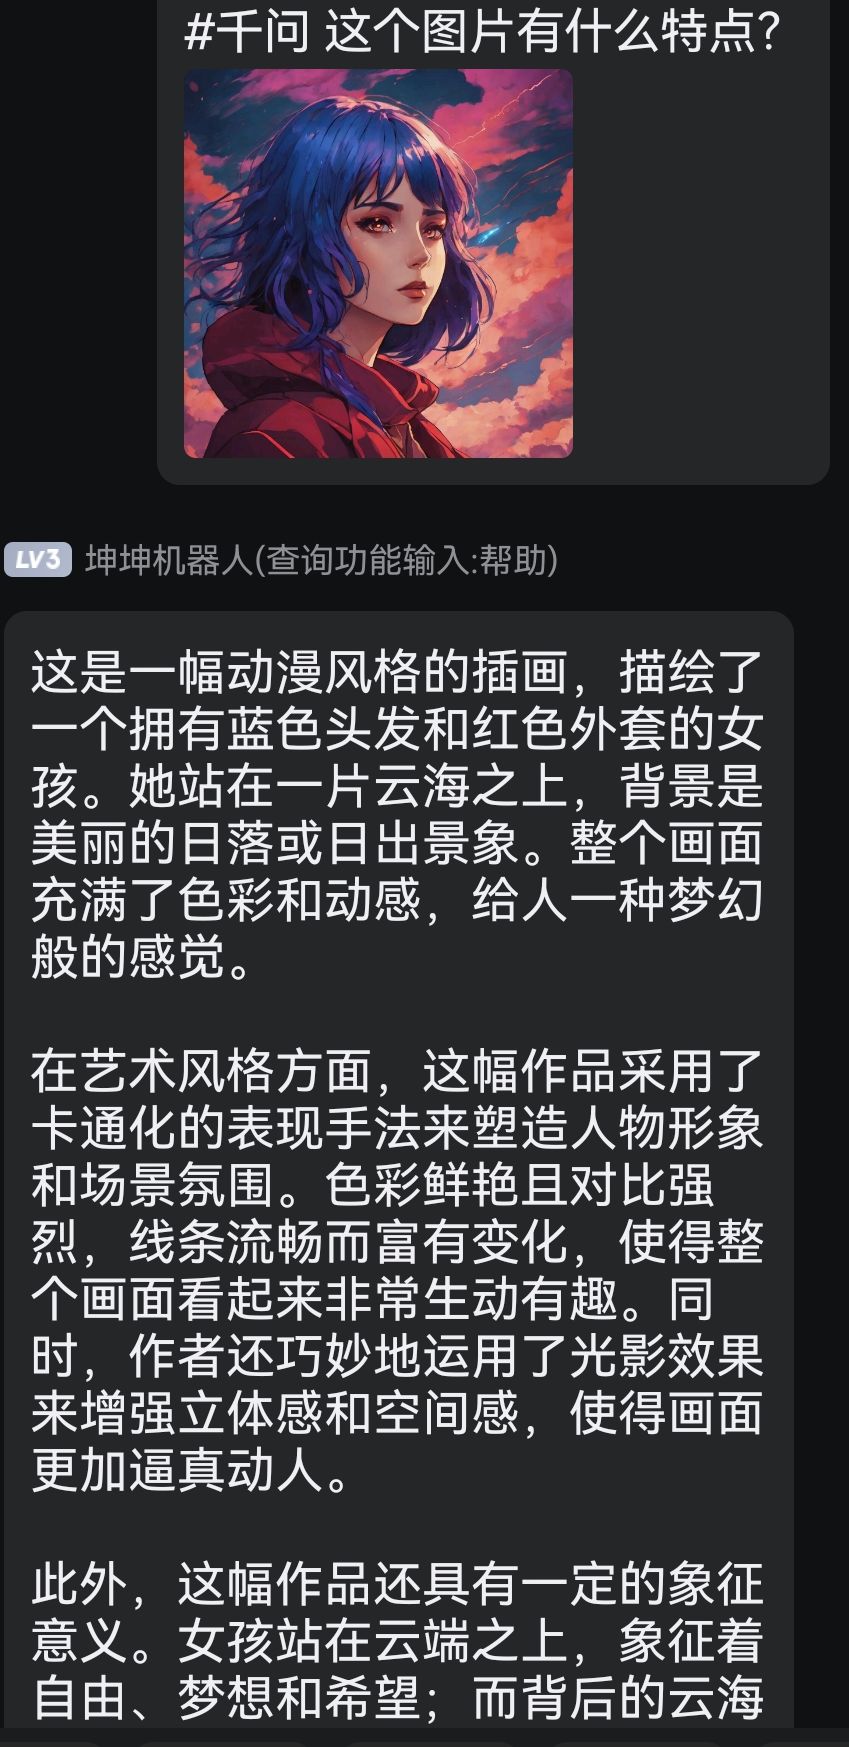 #千问 这个图片有什么特点?
LV3 坤坤机器人(查询功能输入:帮助)
这是一幅动漫风格的插画，描绘了
一个拥有蓝色头发和红色外套的女
孩。她站在一片云海之上，背景是
美丽的日落或日出景象。整个画面
充满了色彩和动感，给人一种梦幻
般的感觉。
在艺术风格方面，这幅作品采用了
卡通化的表现手法来塑造人物形象
和场景氛围。色彩鲜艳且对比强
烈，线条流畅而富有变化，使得整
个画面看起来非常生动有趣。同
时，作者还巧妙地运用了光影效果
来增强立体感和空间感，使得画面
更加逼真动人。
此外，这幅作品还具有一定的象征
意义。女孩站在云端之上，象征着
自由、梦想和希望；而背后的云海